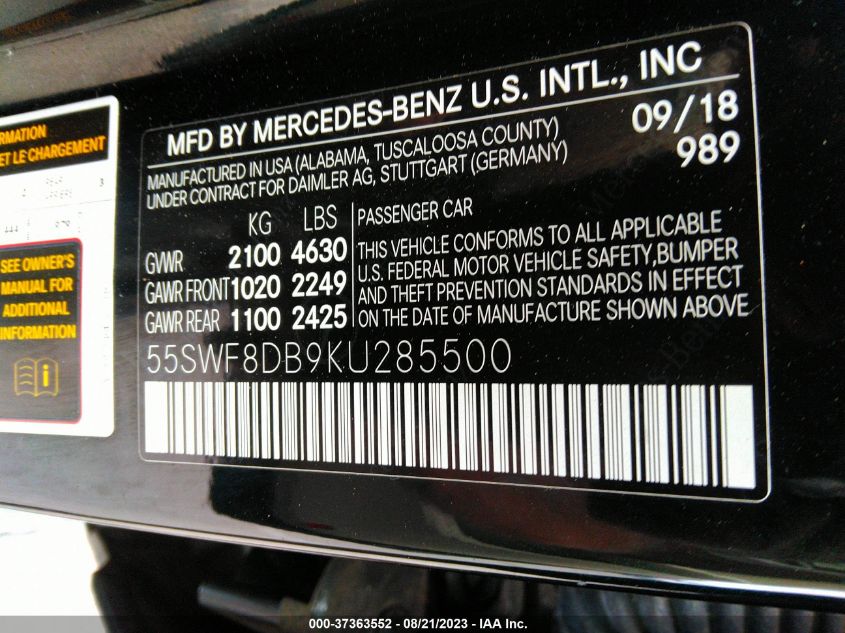 RMATION
ET LE CHARGEMENT
SEE OWNER'S
MANUAL FOR
ADDITIONAL
INFORMATION
MFD BY MERCEDES-BENZ U.S. INTL., INC
MANUFACTURED IN USA (ALABAMA, TUSCALOOSA COUNTY) 09/18
UNDER CONTRACT FOR DAIMLER AG, STUTTGART (GERMANY) 989
KG LBS PASSENGER CAR
GVWR 2100 4630
GAWR FRONT 1020 2249
GAWR REAR 1100 2425
THIS VEHICLE CONFORMS TO ALL APPLICABLE
U.S. FEDERAL MOTOR VEHICLE SAFETY, BUMPER
AND THEFT PREVENTION STANDARDS IN EFFECT
ON THE DATE OF MANUFACTURE SHOWN ABOVE
55SWF8DB9KU285500
000-37363552 - 08/21/2023 - IAA Inc.